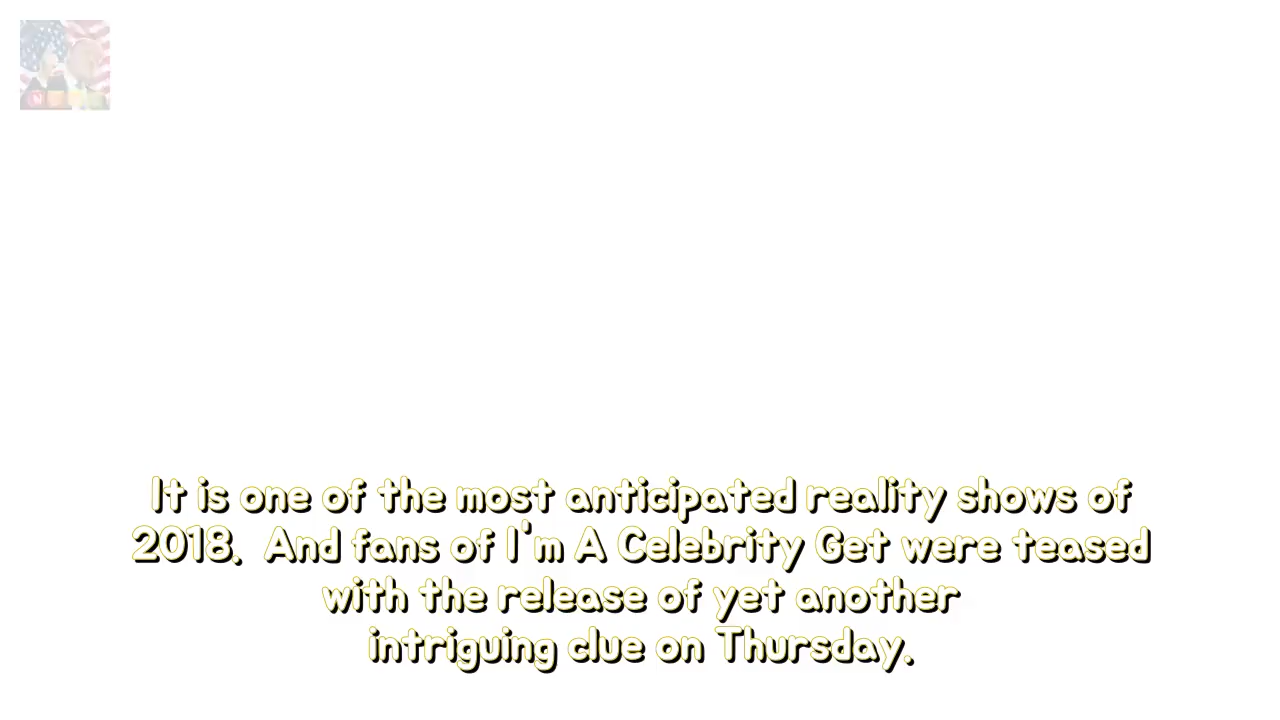 It is one of the most anticipated reality shows of
2018.  And fans of I'm A Celebrity Get were teased
with the release of yet another
intriguing clue on Thursday.